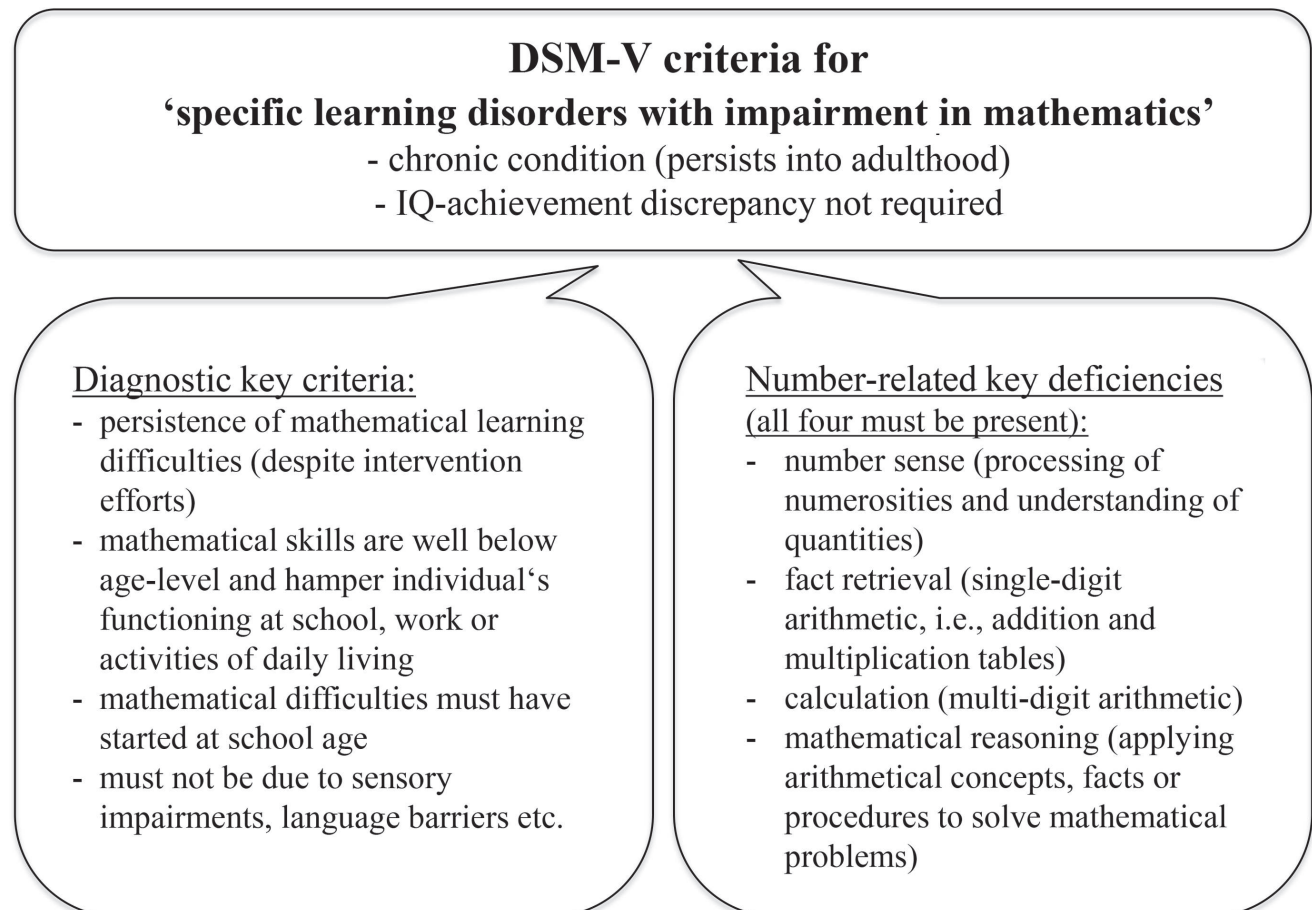 DSM-V criteria for
‘specific learning disorders with impairment in mathematics’
- chronic condition (persists into adulthood)
- IQ-achievement discrepancy not required
Diagnostic key criteria:
- persistence of mathematical learning
difficulties (despite intervention
efforts)
- mathematical skills are well below
age-level and hamper individual‘s
functioning at school, work or
activities of daily living
- mathematical difficulties must have
started at school age
- must not be due to sensory
impairments, language barriers etc.
Number-related key deficiencies
(all four must be present):
- number sense (processing of
numerosities and understanding of
quantities)
- fact retrieval (single-digit
arithmetic, i.e., addition and
multiplication tables)
- calculation (multi-digit arithmetic)
- mathematical reasoning (applying
arithmetical concepts, facts or
procedures to solve mathematical
problems)